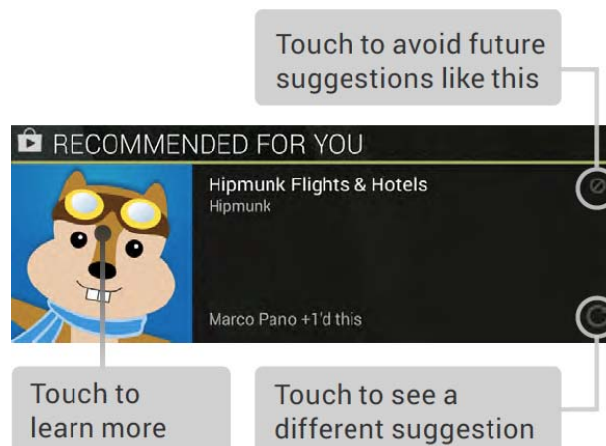 Touch to avoid future
suggestions like this
RECOMMENDED FOR YOU
Hipmunk Flights & Hotels
Hipmunk
Marco Pano +1'd this
Touch to
learn more
Touch to see a
different suggestion